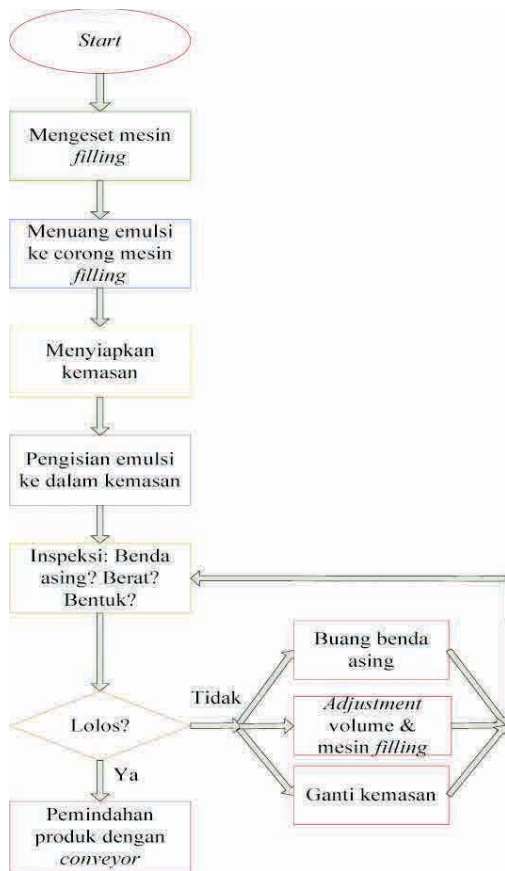 Start
Mengeset mesin
filling
Menuang emulsi
ke corong mesin
filling
Menyiapkan
kemasan
Pengisian emulsi
ke dalam kemasan
Inspeksi: Benda
asing? Berat?
Bentuk?
Lolos?
Tidak
Buang benda
asing
Adjustment
volume &
mesin filling
Ganti kemasan
Ya
Pemindahan
produk dengan
conveyor